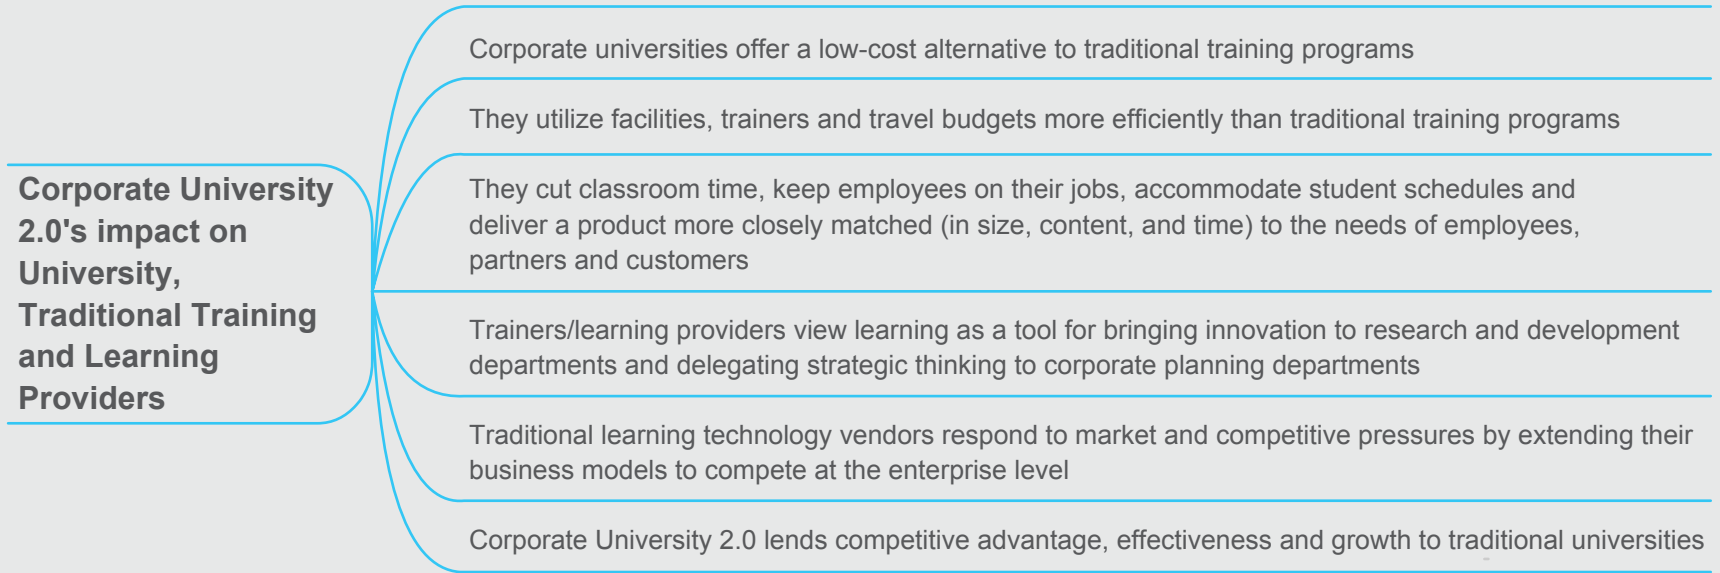 Corporate University
2.0's impact on
University,
Traditional Training
and Learning
Providers
Corporate universities offer a low-cost alternative to traditional training programs
They utilize facilities, trainers and travel budgets more efficiently than traditional training programs
They cut classroom time, keep employees on their jobs, accommodate student schedules and
deliver a product more closely matched (in size, content, and time) to the needs of employees,
partners and customers
Trainers/learning providers view learning as a tool for bringing innovation to research and development
departments and delegating strategic thinking to corporate planning departments
Traditional learning technology vendors respond to market and competitive pressures by extending their
business models to compete at the enterprise level
Corporate University 2.0 lends competitive advantage, effectiveness and growth to traditional universities